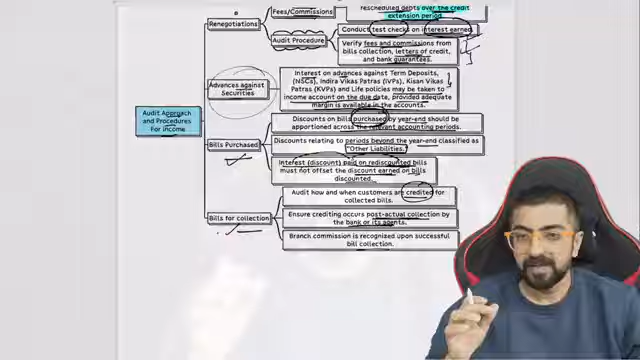 Fees/Commissions
rescheduled debts over the credit
extension period.
Renegotiations
Audit Procedure
Conduct test checks on interest earned
Verify fees and commissions from
bills collection, letters of credit,
and bank guarantees.
Advances against
Securities
Interest on advances against Term Deposits,
(NSCs), Indira Vikas Patras (IVPs), Kisan Vikas
Patras (KVPs) and Life policies may be taken to
income account on the due date, provided adequate
margin is available in the accounts.
Audit Approach
and Procedures
For income
Bills Purchased
Discounts on bills purchased by year-end should be
apportioned across the relevant accounting periods.
Discounts relating to periods beyond the year-end classified as
"Other Liabilities."
Interest (discount) paid on rediscounted bills
must not offset the discount earned on bills
discounted.
Bills for collection
Audit how and when customers are credited for
collected bills.
Ensure crediting occurs post-actual collection by
the bank or its agents.
Branch commission is recognised upon successful
bill collection.